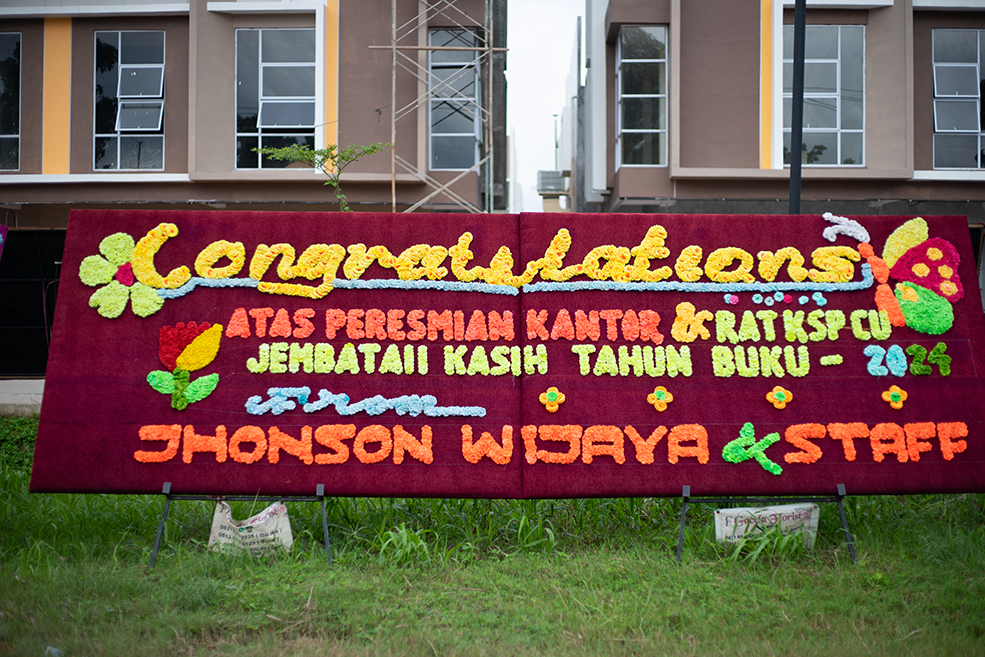 Congratulations
ATAS PERESMIAN KANTOR & RAT KSP CU
JEMBATAII KASIH TAHUN BUKU - 2024
From
JHONSON WIJAYA & STAFF